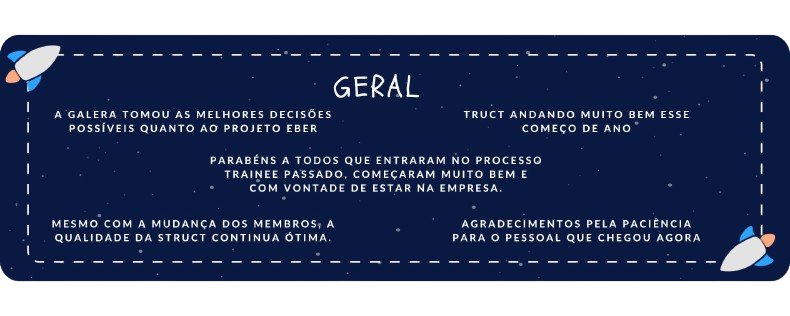 GERAL
A GALERA TOMOU AS MELHORES DECISÕES
POSSÍVEIS QUANTO AO PROJETO EBER
TRUCT ANDANDO MUITO BEM ESSE
COMEÇO DE ANO
PARABÉNS A TODOS QUE ENTRARAM NO PROCESSO
TRAINEE PASSADO, COMEÇARAM MUITO BEM E
COM VONTADE DE ESTAR NA EMPRESA.
MESMO COM A MUDANÇA DOS MEMBROS, A
QUALIDADE DA STRUCT CONTINUA ÓTIMA.
AGRADECIMENTOS PELA PACIÊNCIA
PARA O PESSOAL QUE CHEGOU AGORA